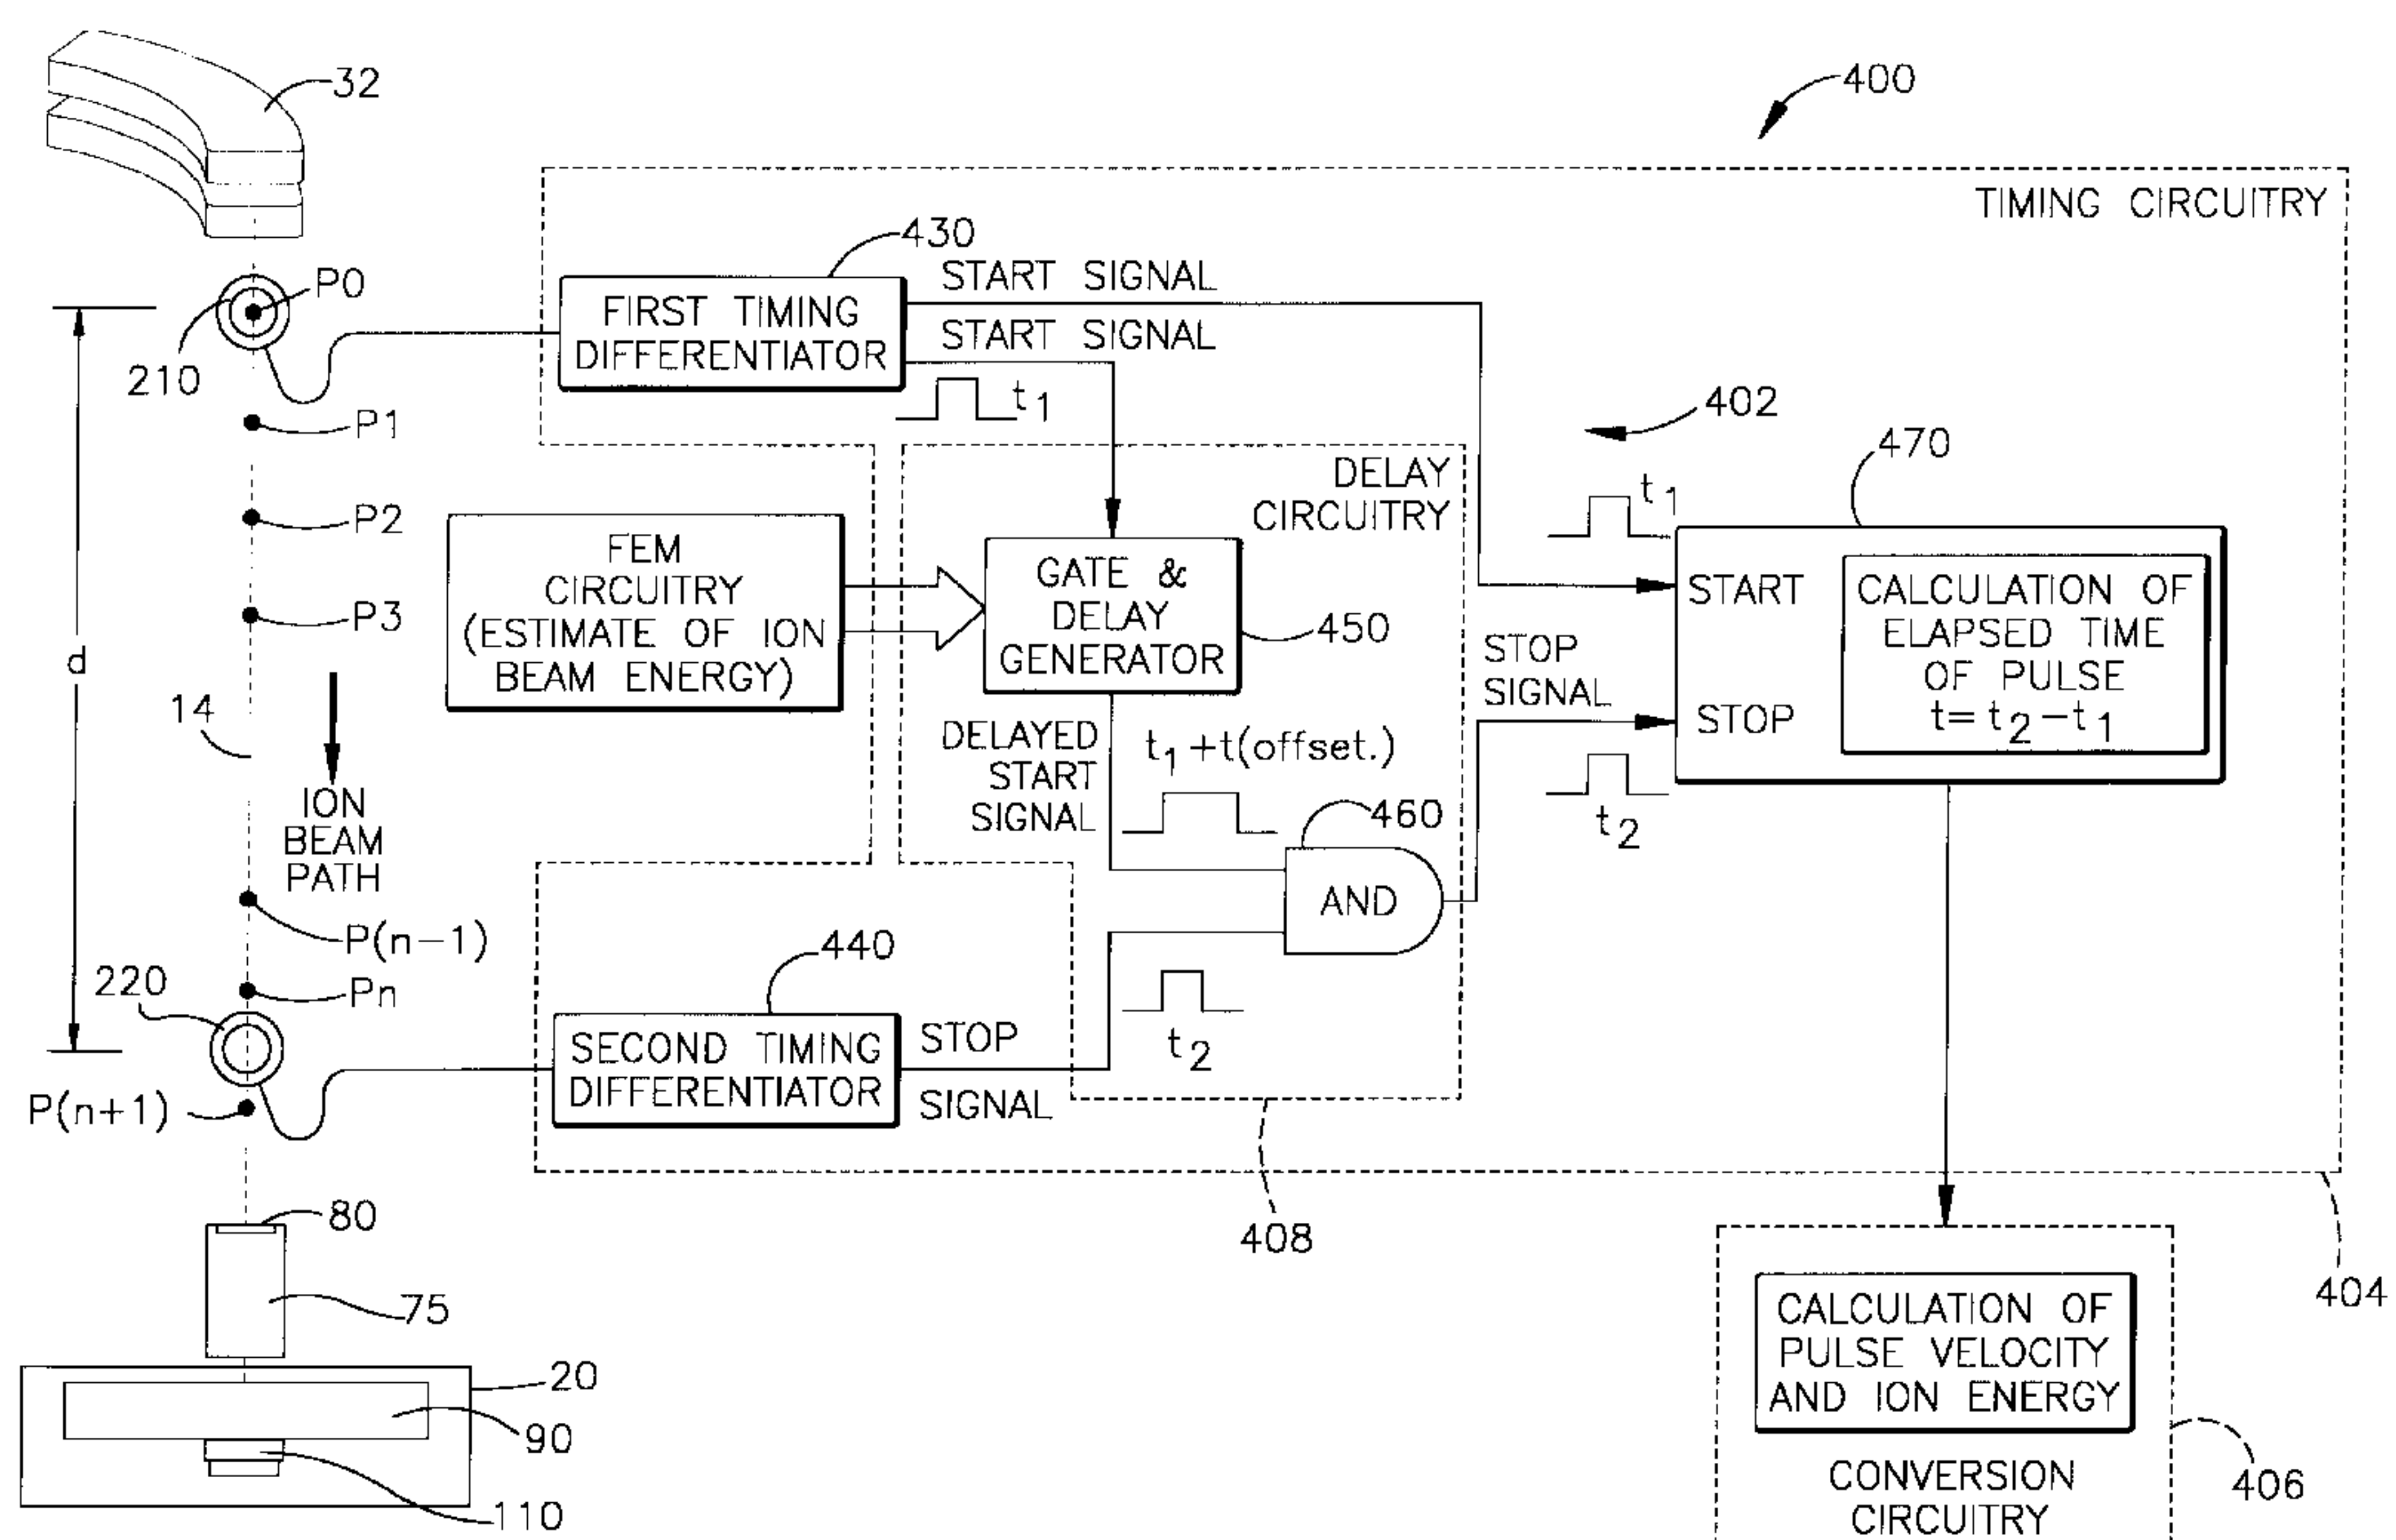 32
400
TIMING CIRCUITRY
430
START SIGNAL
P0
FIRST TIMING
DIFFERENTIATOR
START SIGNAL
210
t1
402
P1
470
DELAY
CIRCUITRY
t1
P2
FEM
CIRCUITRY
(ESTIMATE OF ION
BEAM ENERGY)
GATE &
DELAY
GENERATOR
450
START
CALCULATION OF
ELAPSED TIME
OF PULSE
t= t2-t1
P3
d
STOP
SIGNAL
STOP
14
DELAYED
START
SIGNAL
t1+t(offset.)
ION
BEAM
PATH
460
t2
AND
P(n-1)
440
220
Pn
SECOND TIMING
DIFFERENTIATOR
STOP
SIGNAL
t2
P(n+1)
80
408
404
75
CALCULATION OF
PULSE VELOCITY
AND ION ENERGY
20
90
406
CONVERSION
CIRCUITRY
110